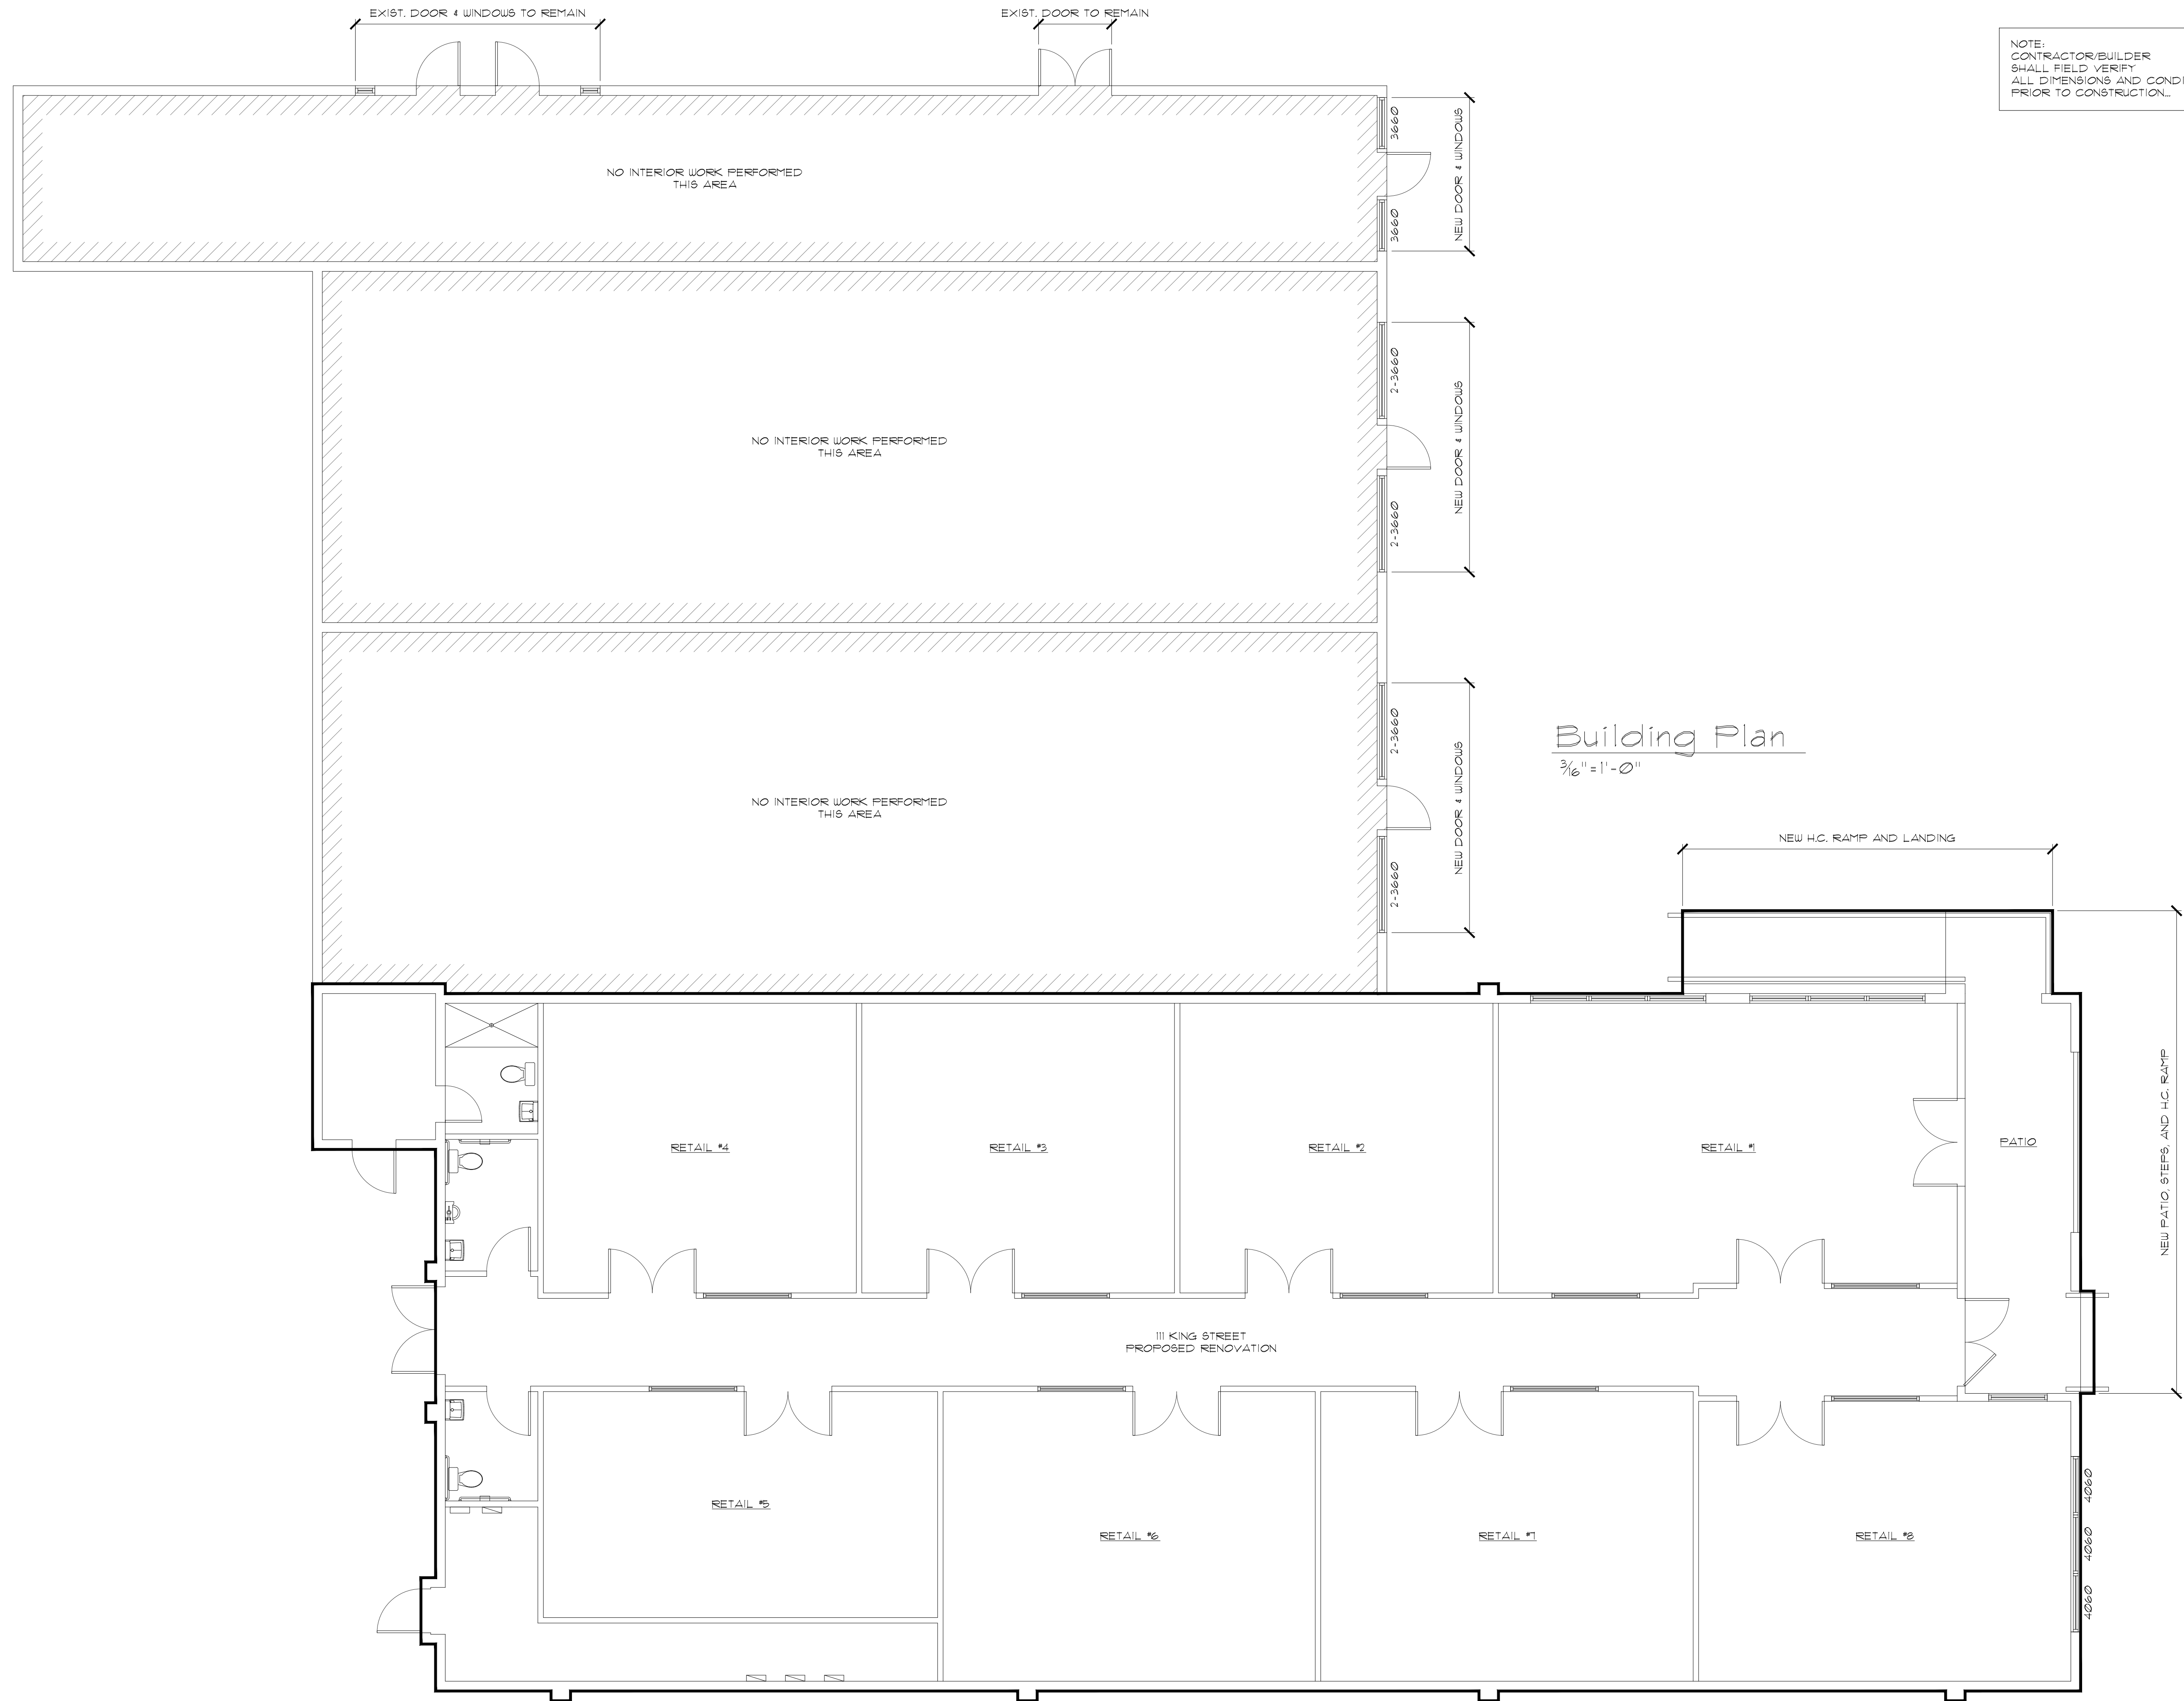 EXIST. DOOR & WINDOWS TO REMAIN
EXIST. DOOR TO REMAIN
NOTE:
CONTRACTOR/BUILDER
SHALL FIELD VERIFY
ALL DIMENSIONS AND CONDI
PRIOR TO CONSTRUCTION...
3660
NEW DOOR & WINDOWS
3660
NO INTERIOR WORK PERFORMED
THIS AREA
2-3660
NEW DOOR & WINDOWS
2-3660
NO INTERIOR WORK PERFORMED
THIS AREA
2-3660
NEW DOOR & WINDOWS
2-3660
NO INTERIOR WORK PERFORMED
THIS AREA
Building Plan
3/16"=1'-0"
NEW H.C. RAMP AND LANDING
NEW PATIO, STEPS, AND H.C. RAMP
RETAIL #4
RETAIL #3
RETAIL #2
RETAIL #1
PATIO
111 KING STREET
PROPOSED RENOVATION
RETAIL #5
RETAIL #6
RETAIL #7
RETAIL #8
4060
4060
4060